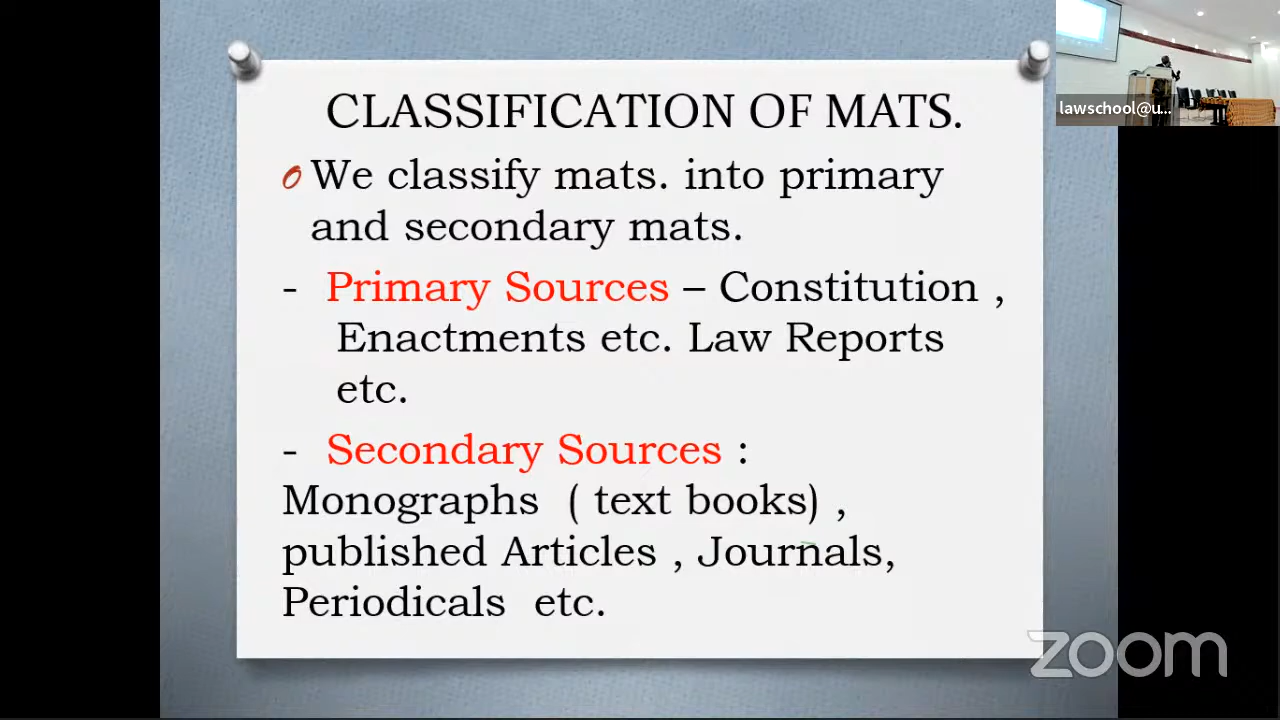 CLASSIFICATION OF MATS.
We classify mats. into primary
and secondary mats.
- Primary Sources – Constitution ,
Enactments etc. Law Reports
etc.
- Secondary Sources :
Monographs ( text books) ,
published Articles , Journals,
Periodicals etc.
lawschool@u...
zoom